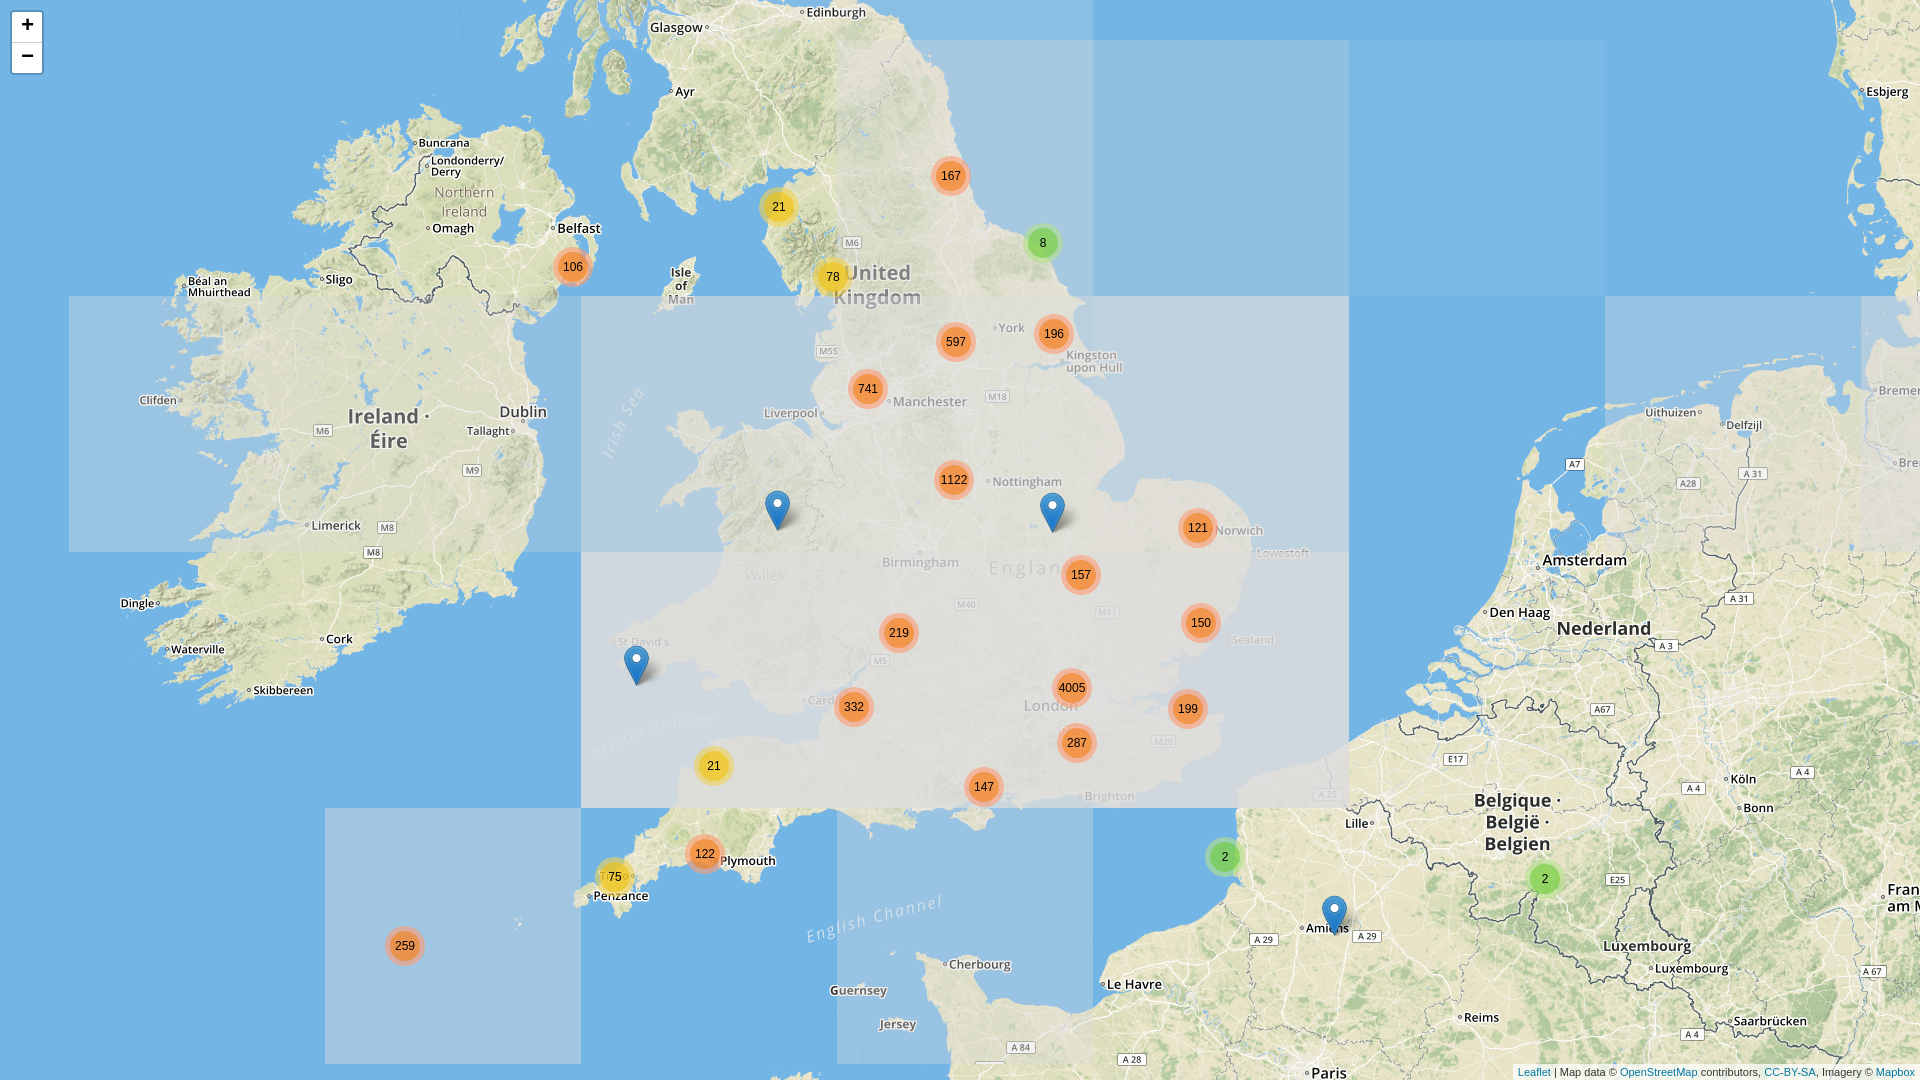 +
−
Edinburgh
Glasgow
Ayr
Esbjerg
Buncrana
Londonderry/
Derry
Northern
Ireland
Omagh
Belfast
167
21
8
106
M6
78
United
Kingdom
Isle
of
Man
Sligo
Béal an
Mhuirthead
597
York
196
Kingston
upon Hull
M55
741
Manchester
M18
Liverpool
Irish Sea
Clifden
Ireland ·
Éire
Dublin
Tallaght
M6
M9
Limerick
M8
M8
1122
Nottingham
121
Norwich
Lowestoft
Birmingham
Wales
157
M40
M11
219
150
Sealand
St David's
M5
4005
London
332
199
287
M20
Bristol Channel
21
147
Brighton
A 25
Dingle
Cork
Waterville
Skibbereen
Uithuizen
Delfzijl
A7
A 31
A28
Amsterdam
A 31
Den Haag
Nederland
A 3
A67
E17
Köln
A 4
A 4
Bonn
Belgique ·
België ·
Belgien
Lille
122
Plymouth
75
Penzance
2
2
E25
259
English Channel
Amiens
A 29
A 29
Luxembourg
Luxembourg
A 67
Cherbourg
Guernsey
Le Havre
Jersey
Reims
Saarbrücken
A 4
A 84
A 28
Paris
Leaflet | Map data © OpenStreetMap contributors, CC-BY-SA, Imagery © Mapbox